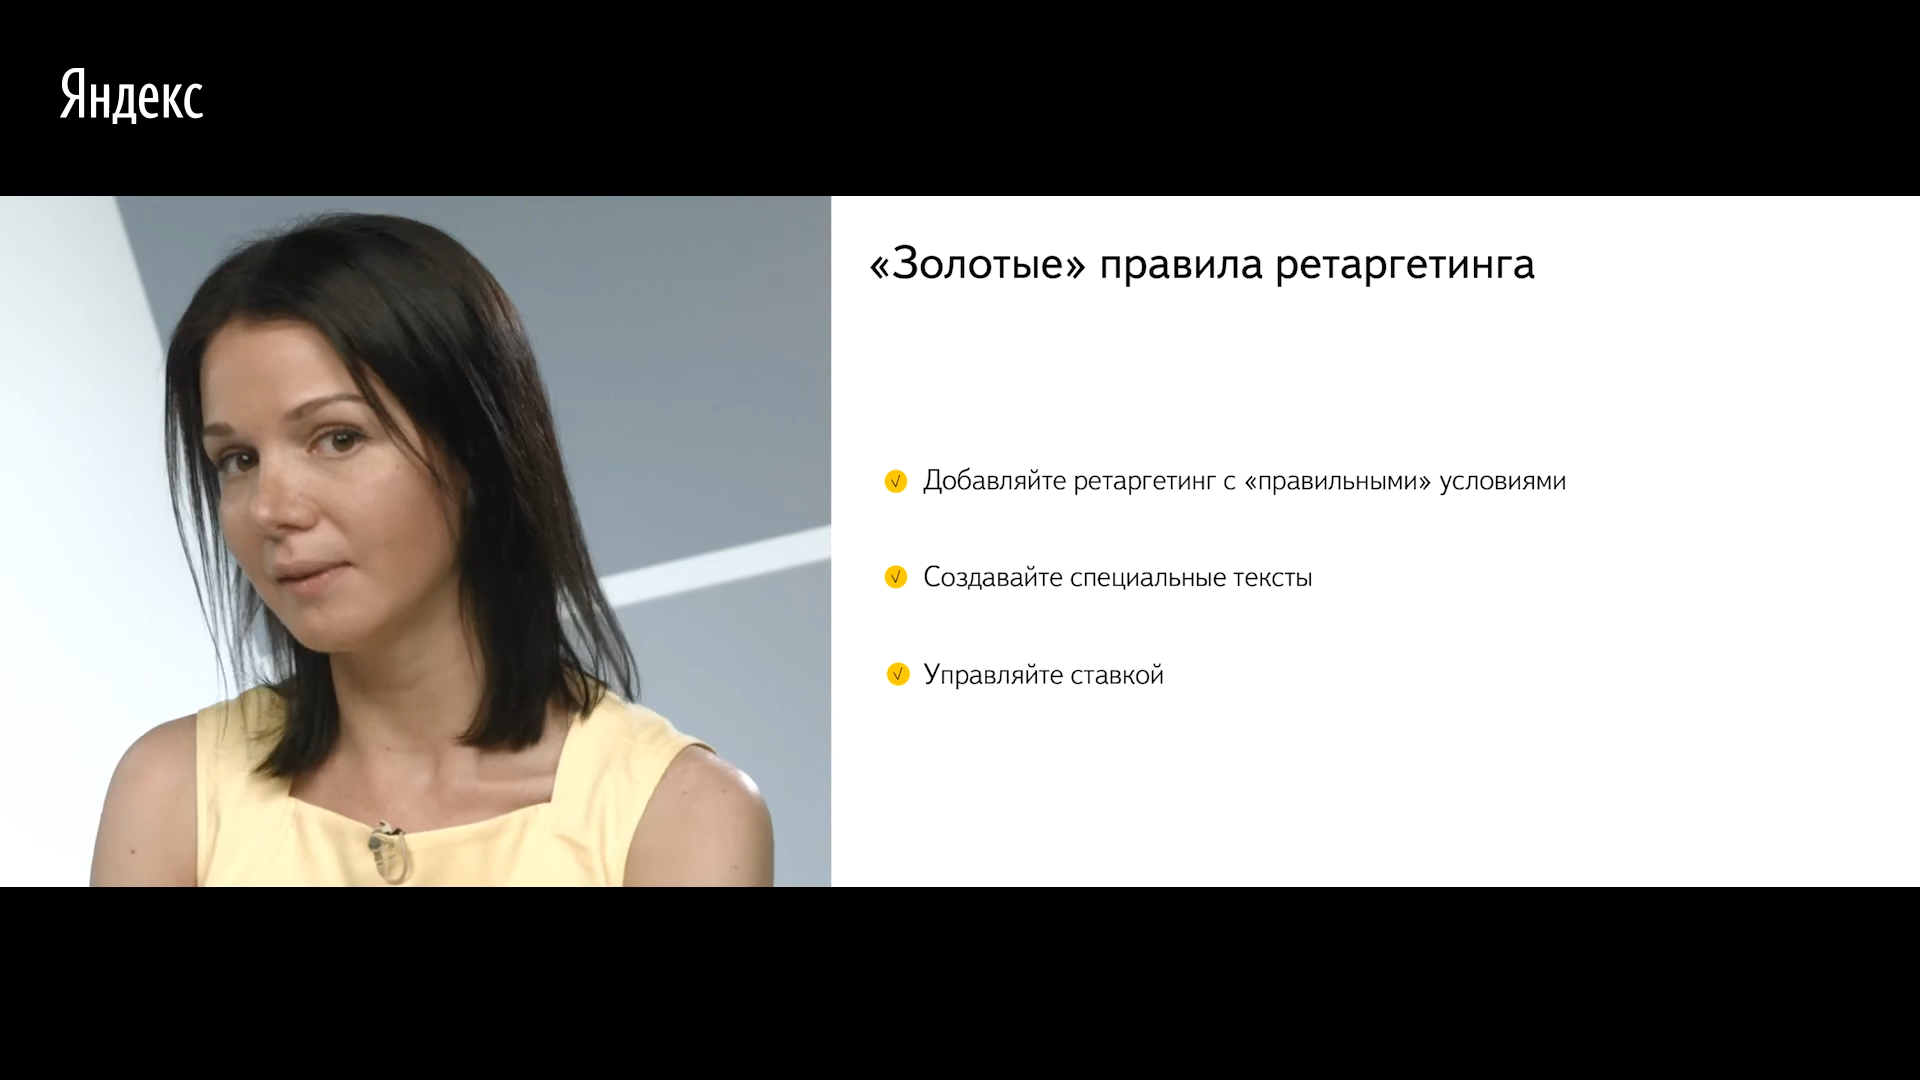 Яндекс
«Золотые» правила ретаргетинга
Добавляйте ретаргетинг с «правильными» условиями
Создавайте специальные тексты
Управляйте ставкой